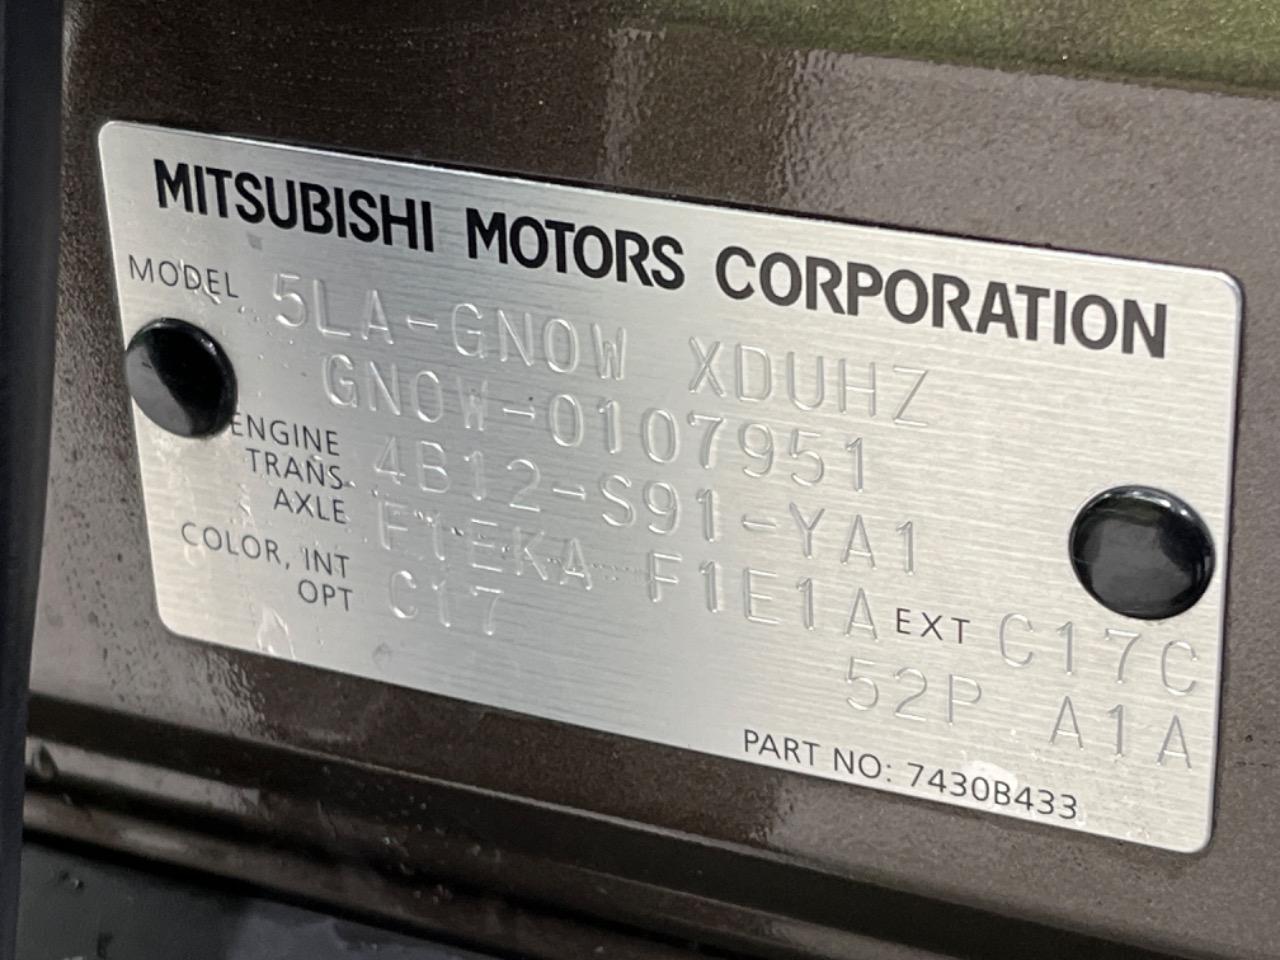 MITSUBISHI MOTORS CORPORATION
MODEL 5LA-GN0W XDUHZ
GN0W-0107951
ENGINE 4B12-S91-YA1
TRANS-
AXLE F1EKA F1E1A
COLOR, INT C17 EXT C17C
OPT 52P A1A
PART NO: 7430B433